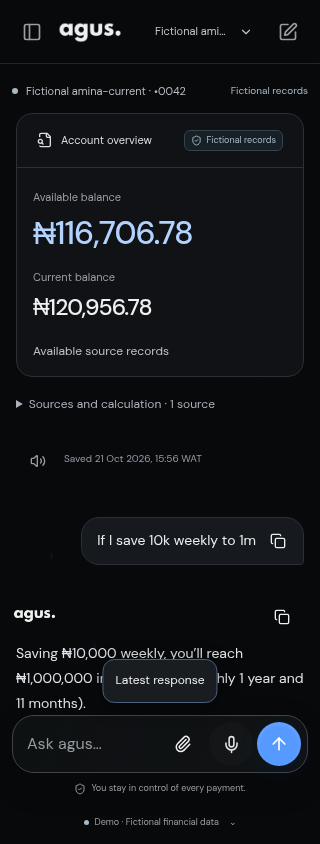 agus.
Fictional ami...
Fictional amina-current · •0042
Fictional records
Account overview
Fictional records
Available balance
₦116,706.78
Current balance
₦120,956.78
Available source records
Sources and calculation · 1 source
Saved 21 Oct 2026, 15:56 WAT
If I save 10k weekly to 1m
agus.
Saving ₦10,000 weekly, you’ll reach
₦1,000,000 in
hly 1 year and
Latest response
11 months).
Ask agus...
You stay in control of every payment.
Demo · Fictional financial data